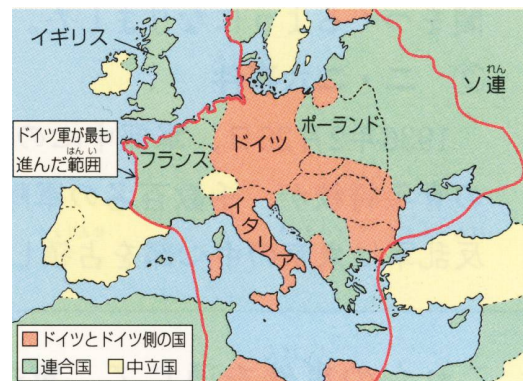 イギリス
ソ連
れん
ドイツ
ポーランド
ドイツ軍が最も
進んだ範囲
はんい
フランス
イタリア
ドイツとドイツ側の国
連合国
中立国